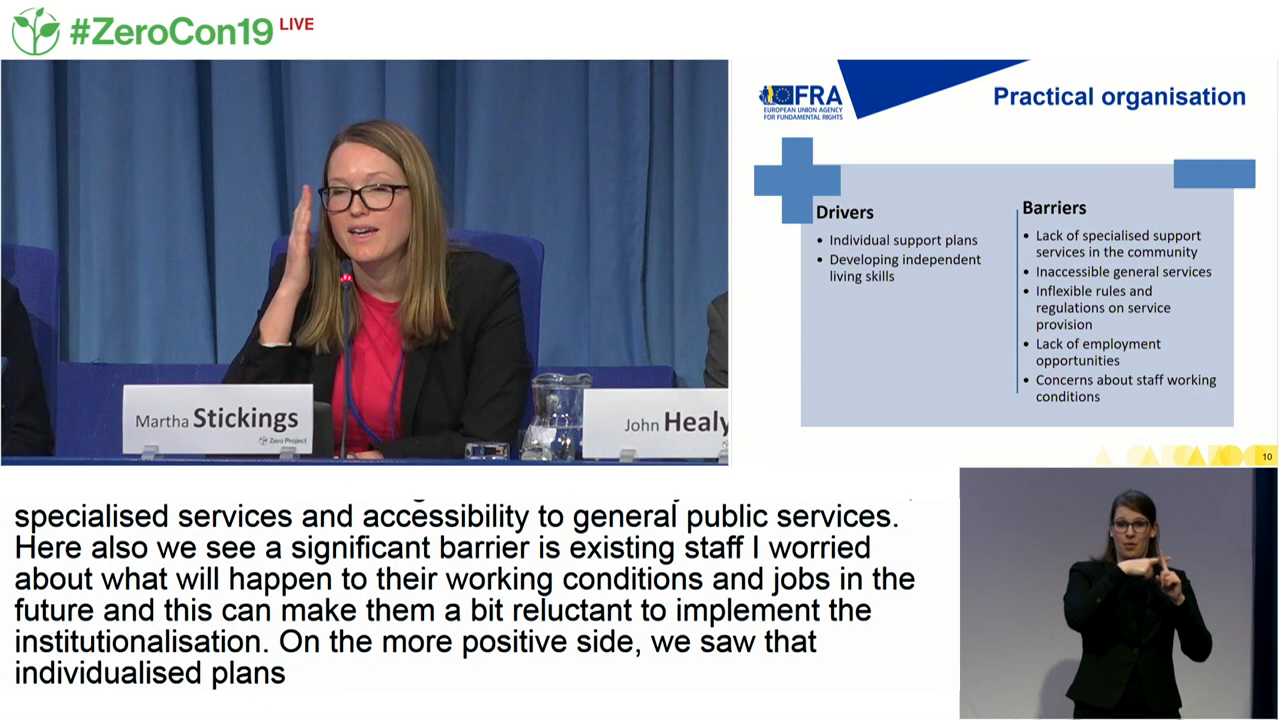 #ZeroCon19 LIVE
Martha Stickings
Zero Project
John Healy
FRA
EUROPEAN UNION AGENCY
FOR FUNDAMENTAL RIGHTS
Practical organisation
Drivers
• Individual support plans
• Developing independent
living skills
Barriers
• Lack of specialised support
services in the community
• Inaccessible general services
• Inflexible rules and
regulations on service
provision
• Lack of employment
opportunities
• Concerns about staff working
conditions
10
specialised services and accessibility to general public services.
Here also we see a significant barrier is existing staff I worried
about what will happen to their working conditions and jobs in the
future and this can make them a bit reluctant to implement the
institutionalisation. On the more positive side, we saw that
individualised plans